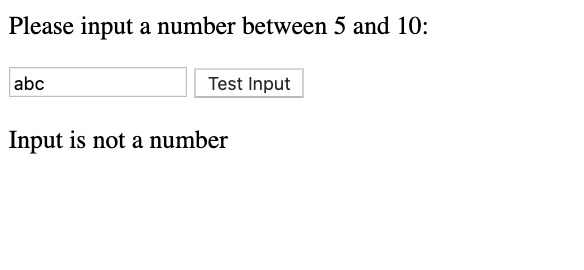 Please input a number between 5 and 10:
abc Test Input
Input is not a number